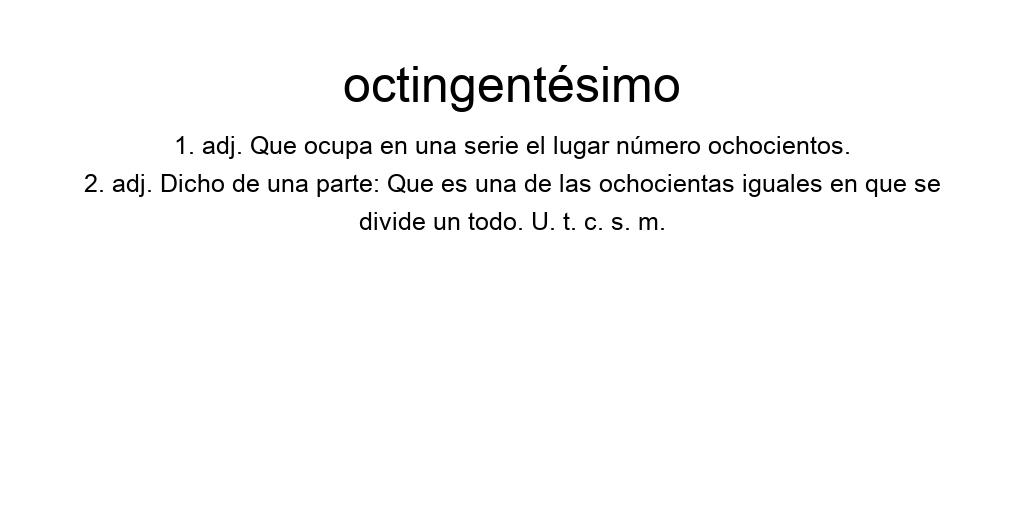 octingentésimo
1. adj. Que ocupa en una serie el lugar número ochocientos.
2. adj. Dicho de una parte: Que es una de las ochocientas iguales en que se
divide un todo. U. t. c. s. m.